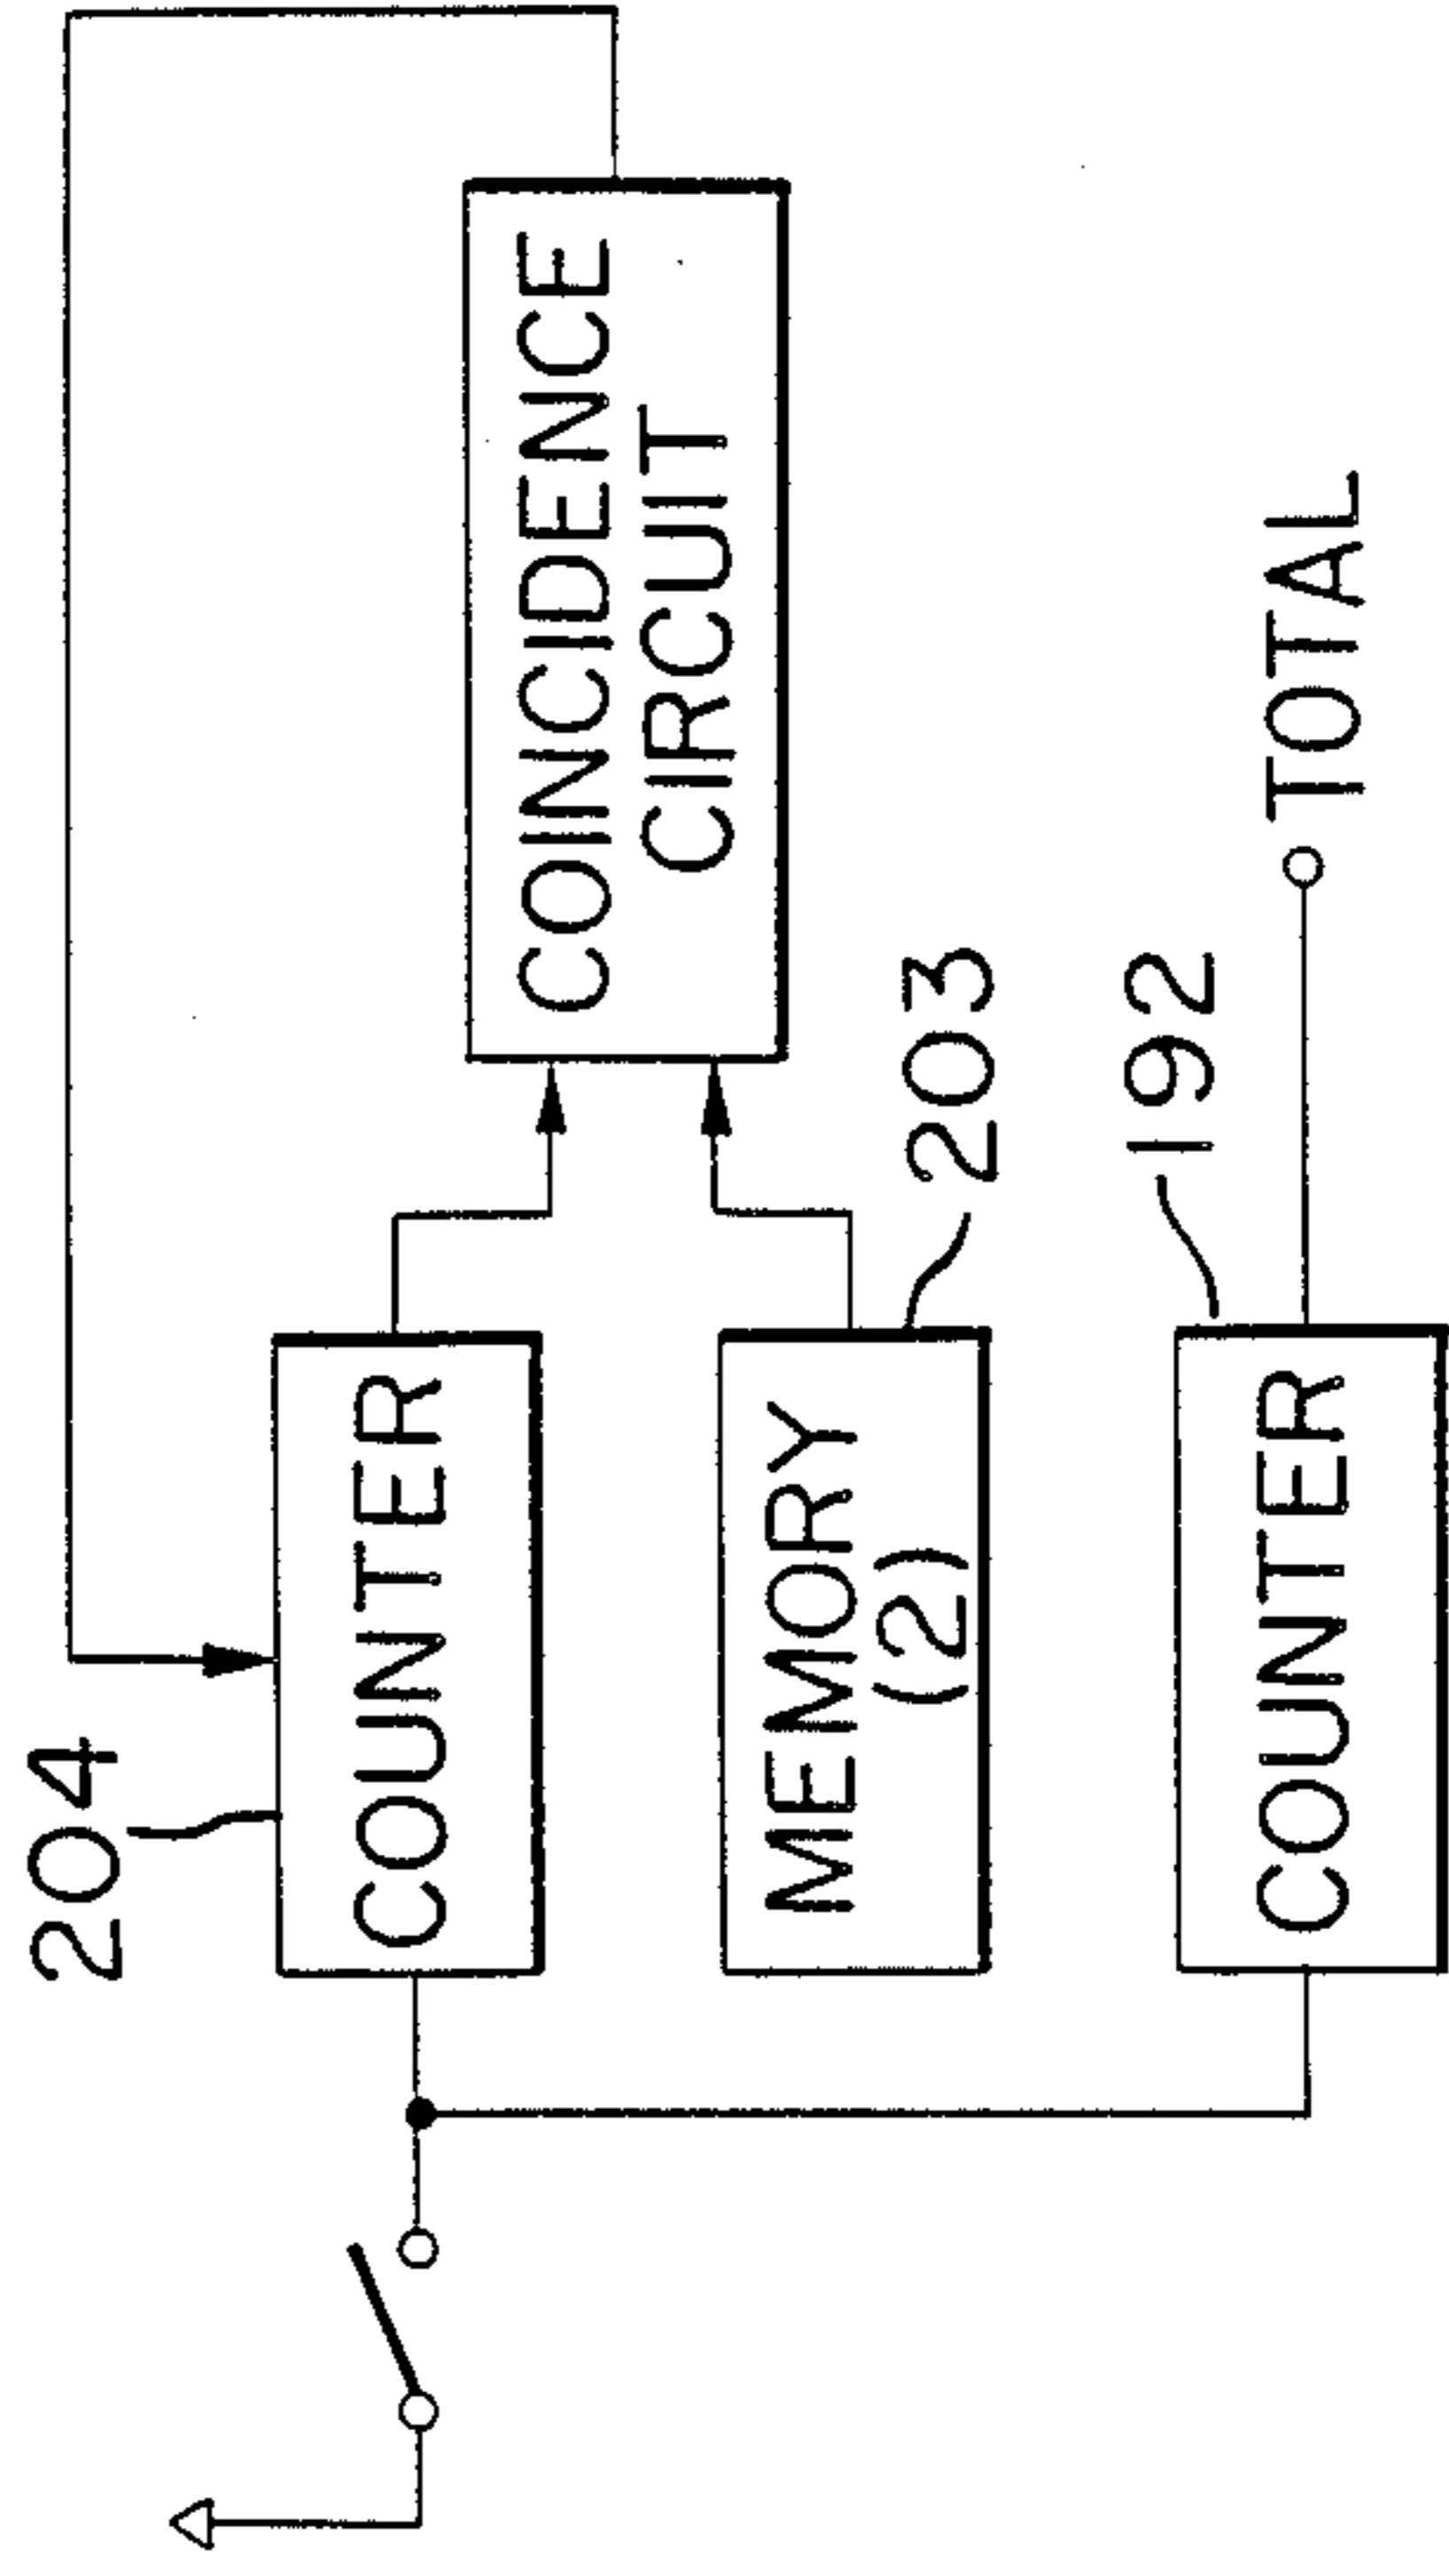 204
COUNTER
COINCIDENCE
CIRCUIT
MEMORY
(2)
203
192
COUNTER
TOTAL